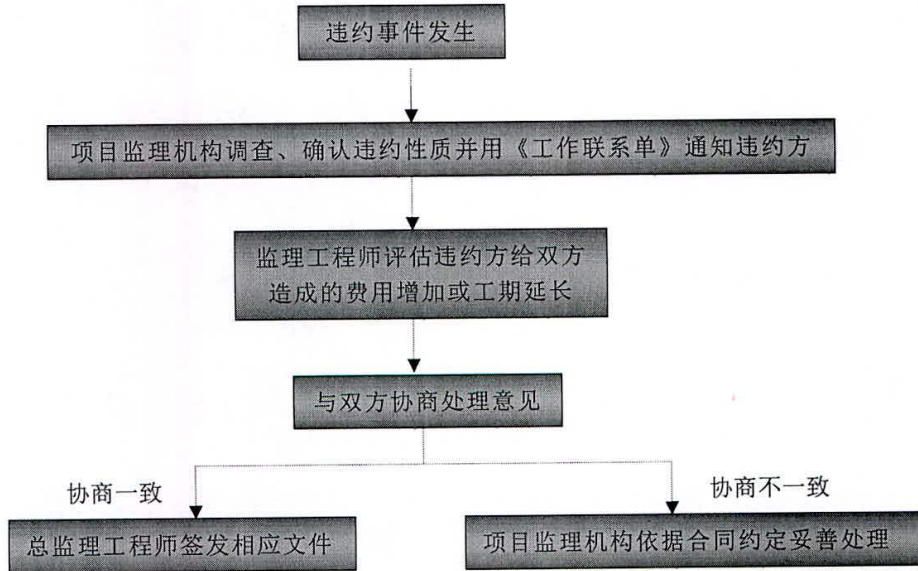 违约事件发生
项目监理机构调查、确认违约性质并用《工作联系单》通知违约方
监理工程师评估违约方给双方
造成的费用增加或工期延长
与双方协商处理意见
协商一致
协商不一致
总监理工程师签发相应文件
项目监理机构依据合同约定妥善处理